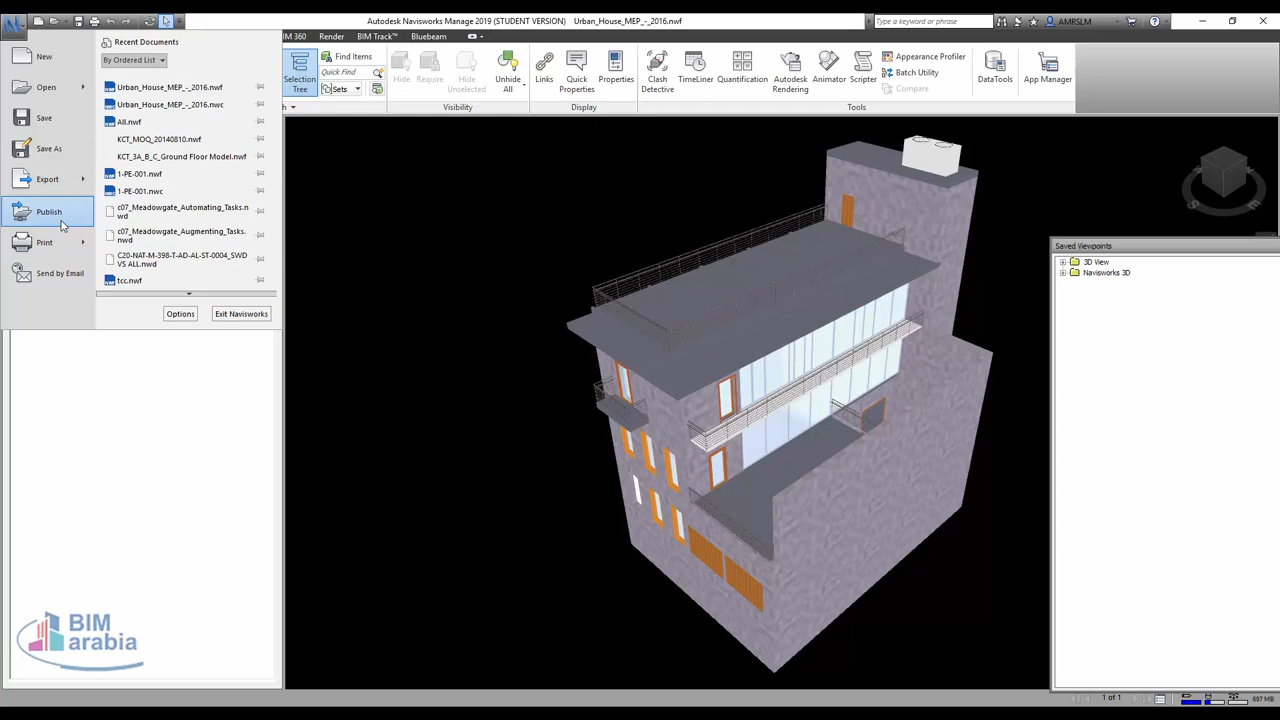 Autodesk Navisworks Manage 2019 (STUDENT VERSION) Urban_House_MEP_-_2016.nwf
Type a keyword or phrase
AMRSLM
BIM 360 Render BIM Track™ Bluebeam
New
Open
Save
Save As
Export
Publish
Print
Send by Email
Recent Documents
By Ordered List
Urban_House_MEP_-_2016.nwf
Urban_House_MEP_-_2016.nwc
All.nwf
KCT_MOQ_20140810.nwf
KCT_3A_B_C_Ground Floor Model.nwf
1-PE-001.nwf
1-PE-001.nwc
c07_Meadowgate_Automating_Tasks.n
wd
c07_Meadowgate_Augmenting_Tasks.
nwd
C20-NAT-M-398-T-AD-AL-ST-0004_SWD
VS ALL.nwd
tcc.nwf
Options
Exit Navisworks
Selection
Tree
Find Items
Quick Find
Sets
Hide
Require
Hide
Unselected
Unhide
All
Visibility
Links
Quick
Properties
Properties
Display
Clash
Detective
TimeLiner
Quantification
Autodesk
Rendering
Animator
Scripter
Appearance Profiler
Batch Utility
Compare
Tools
DataTools
App Manager
Saved Viewpoints
3D View
Navisworks 3D
S
BIM
arabia
1 of 1
697 MB